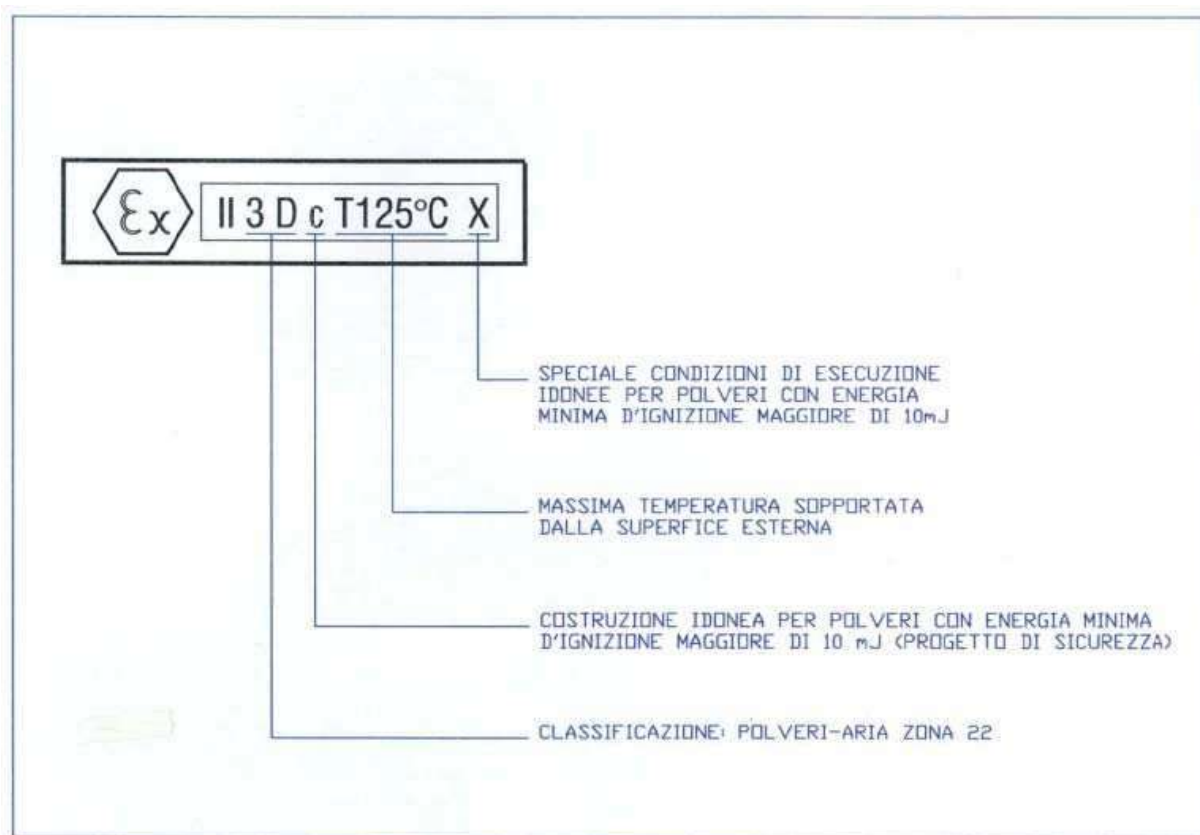 Ex II 3 D c T125°C X
SPECIALE CONDIZIONI DI ESECUZIONE
IDONEE PER POLVERI CON ENERGIA
MINIMA D'IGNIZIONE MAGGIORE DI 10mJ
MASSIMA TEMPERATURA SOPPORTATA
DALLA SUPERFICE ESTERNA
COSTRUZIONE IDONEA PER POLVERI CON ENERGIA MINIMA
D'IGNIZIONE MAGGIORE DI 10 mJ (PROGETTO DI SICUREZZA)
CLASSIFICAZIONE: POLVERI-ARIA ZONA 22